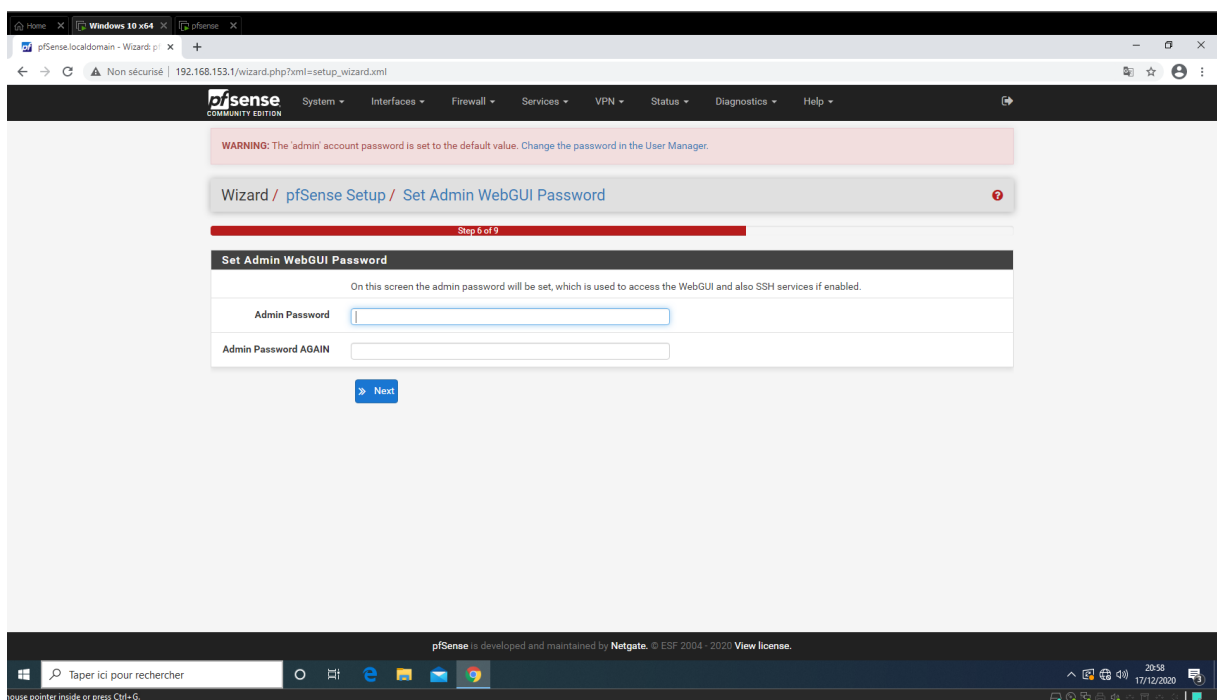 Home
Windows 10 x64
pfsense
pfSense.localdomain - Wizard: pf
Non sécurisé | 192.168.153.1/wizard.php?xml=setup_wizard.xml
pfsense System Interfaces Firewall Services VPN Status Diagnostics Help
COMMUNITY EDITION
WARNING: The 'admin' account password is set to the default value. Change the password in the User Manager.
Wizard / pfSense Setup / Set Admin WebGUI Password
Step 6 of 9
Set Admin WebGUI Password
On this screen the admin password will be set, which is used to access the WebGUI and also SSH services if enabled.
Admin Password
Admin Password AGAIN
Next
pfSense is developed and maintained by Netgate. © ESF 2004 - 2020 View license.
Taper ici pour rechercher
20:58
17/12/2020
3
mouse pointer inside or press Ctrl+G.